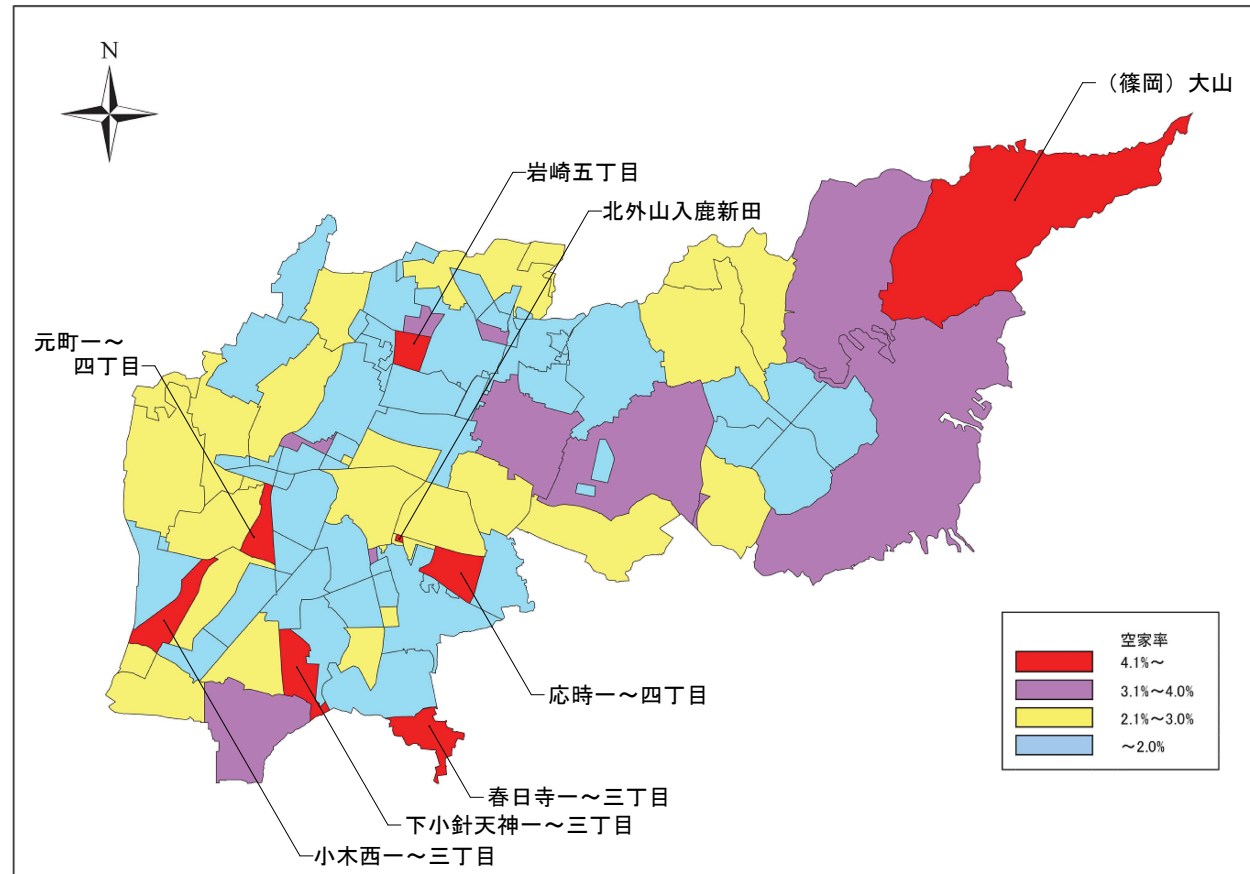 N
(篠岡)大山
岩崎五丁目
北外山入鹿新田
元町一～
四丁目
空家率
4.1%～
3.1%～4.0%
2.1%～3.0%
～2.0%
応時一～四丁目
春日寺一～三丁目
下小針天神一～三丁目
小木西一～三丁目